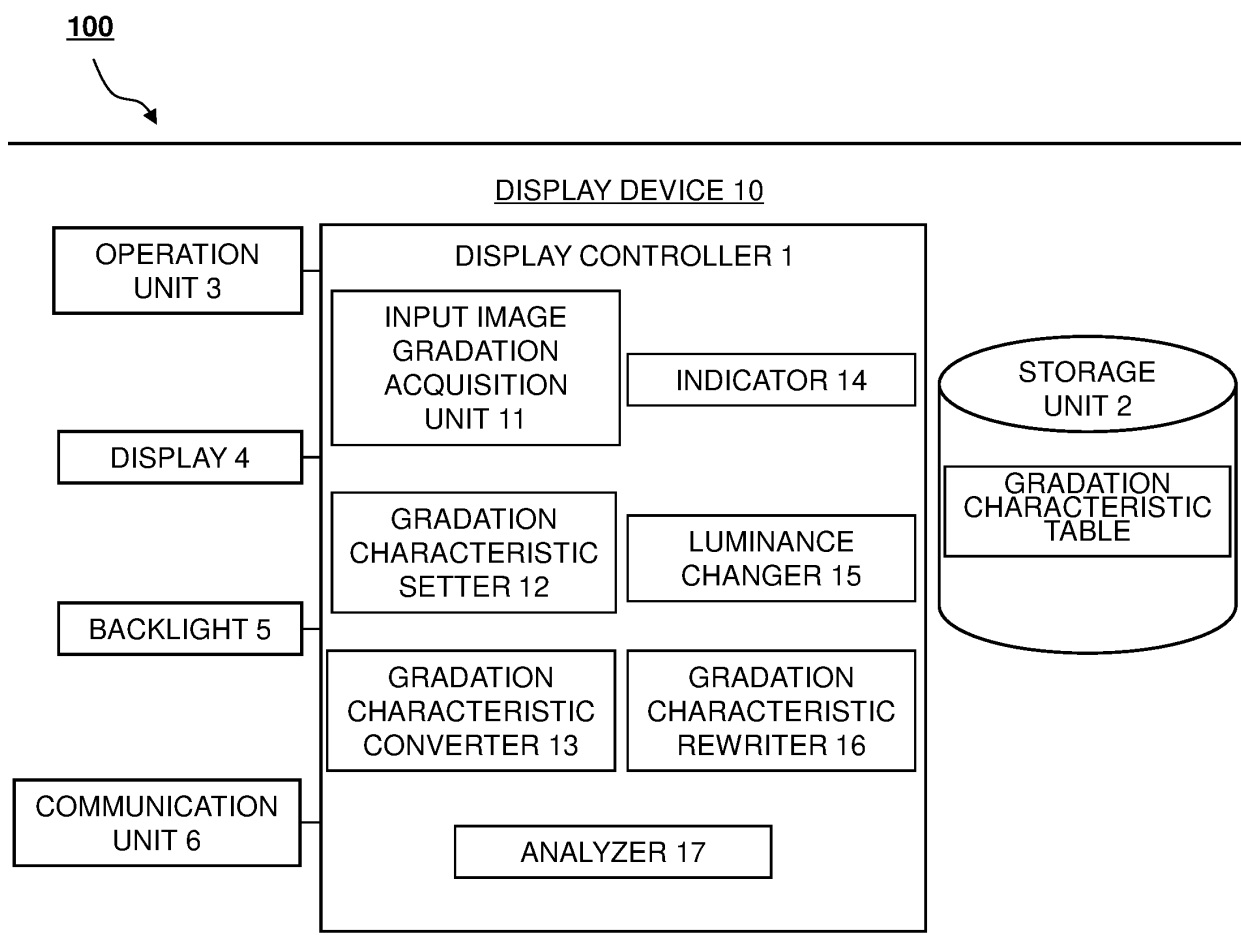 100
DISPLAY DEVICE 10
OPERATION
UNIT 3
DISPLAY 4
BACKLIGHT 5
COMMUNICATION
UNIT 6
DISPLAY CONTROLLER 1
INPUT IMAGE
GRADATION
ACQUISITION
UNIT 11
INDICATOR 14
GRADATION
CHARACTERISTIC
SETTER 12
LUMINANCE
CHANGER 15
GRADATION
CHARACTERISTIC
CONVERTER 13
GRADATION
CHARACTERISTIC
REWRITER 16
ANALYZER 17
STORAGE
UNIT 2
GRADATION
CHARACTERISTIC
TABLE